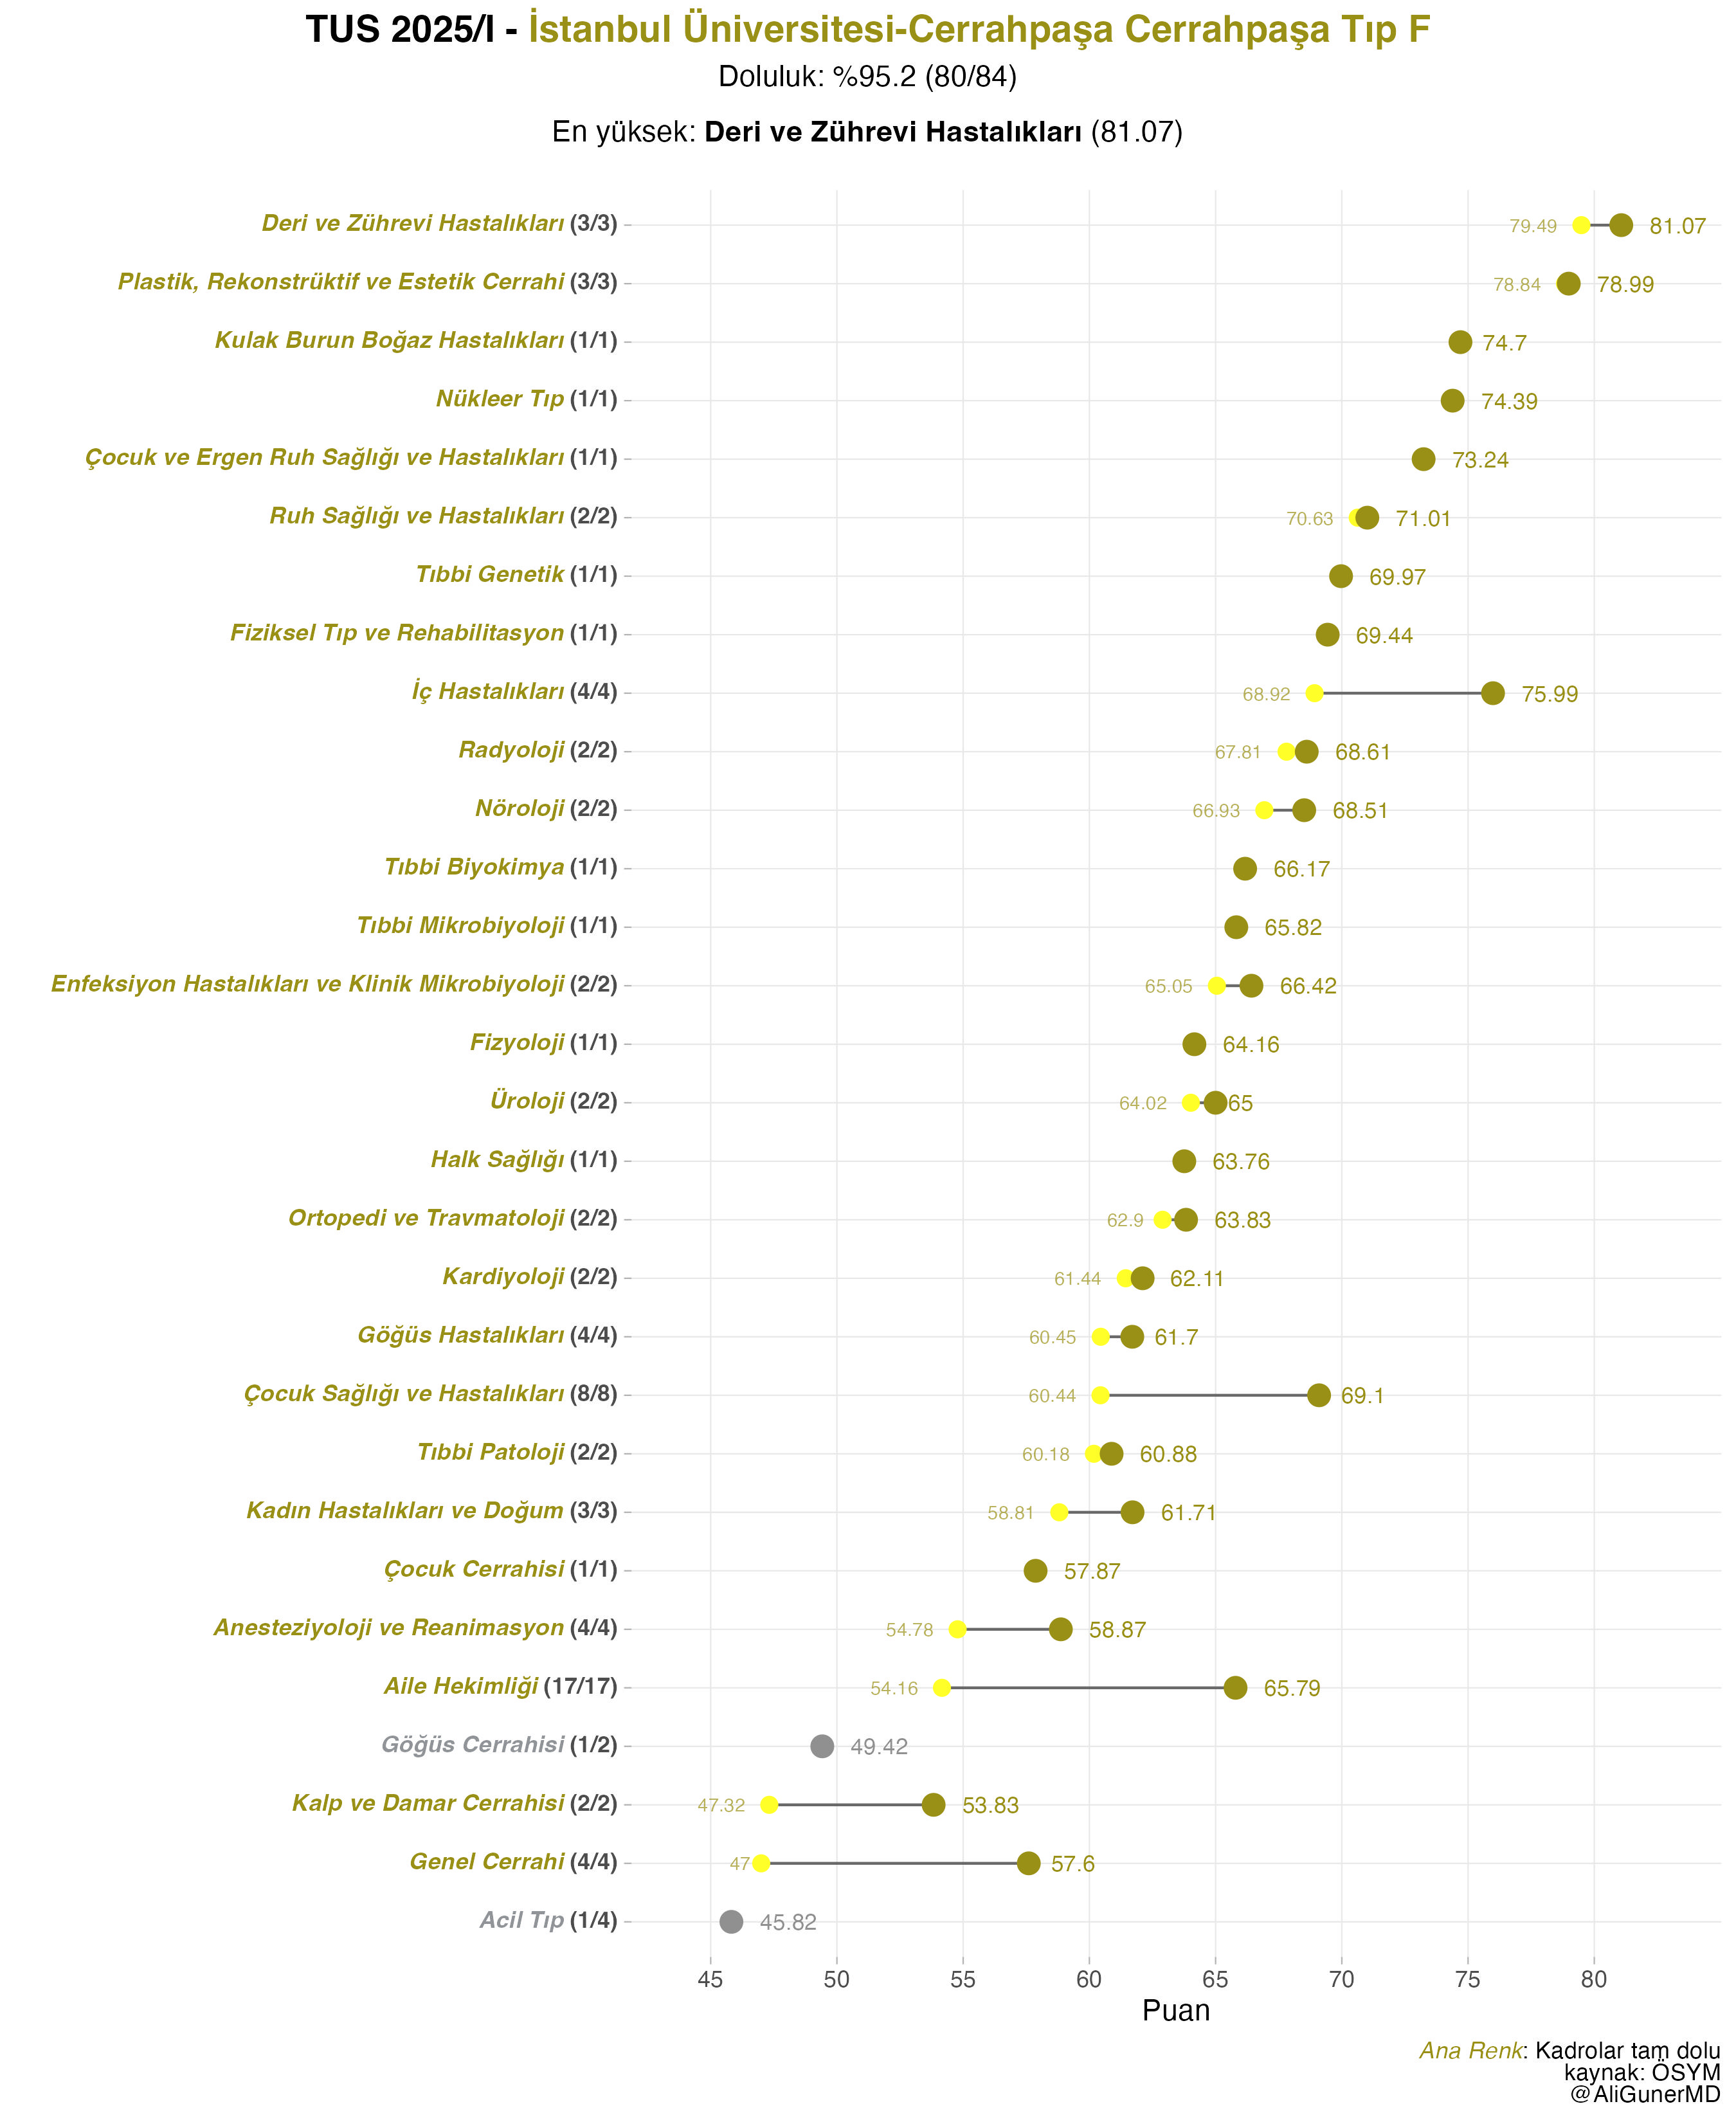 TUS 2025/I - İstanbul Üniversitesi-Cerrahpaşa Cerrahpaşa Tıp F
Doluluk: %95.2 (80/84)
En yüksek: Deri ve Zührevi Hastalıkları (81.07)
Deri ve Zührevi Hastalıkları (3/3) 79.49 81.07
Plastik, Rekonstrüktif ve Estetik Cerrahi (3/3) 78.84 78.99
Kulak Burun Boğaz Hastalıkları (1/1) 74.7
Nükleer Tıp (1/1) 74.39
Çocuk ve Ergen Ruh Sağlığı ve Hastalıkları (1/1) 73.24
Ruh Sağlığı ve Hastalıkları (2/2) 70.63 71.01
Tıbbi Genetik (1/1) 69.97
Fiziksel Tıp ve Rehabilitasyon (1/1) 69.44
İç Hastalıkları (4/4) 68.92 75.99
Radyoloji (2/2) 67.81 68.61
Nöroloji (2/2) 66.93 68.51
Tıbbi Biyokimya (1/1) 66.17
Tıbbi Mikrobiyoloji (1/1) 65.82
Enfeksiyon Hastalıkları ve Klinik Mikrobiyoloji (2/2) 65.05 66.42
Fizyoloji (1/1) 64.16
Üroloji (2/2) 64.02 65
Halk Sağlığı (1/1) 63.76
Ortopedi ve Travmatoloji (2/2) 62.9 63.83
Kardiyoloji (2/2) 61.44 62.11
Göğüs Hastalıkları (4/4) 60.45 61.7
Çocuk Sağlığı ve Hastalıkları (8/8) 60.44 69.1
Tıbbi Patoloji (2/2) 60.18 60.88
Kadın Hastalıkları ve Doğum (3/3) 58.81 61.71
Çocuk Cerrahisi (1/1) 57.87
Anesteziyoloji ve Reanimasyon (4/4) 54.78 58.87
Aile Hekimliği (17/17) 54.16 65.79
Göğüs Cerrahisi (1/2) 49.42
Kalp ve Damar Cerrahisi (2/2) 47.32 53.83
Genel Cerrahi (4/4) 47 57.6
Acil Tıp (1/4) 45.82
45 50 55 60 65 70 75 80
Puan
Ana Renk: Kadrolar tam dolu
kaynak: ÖSYM
@AliGunerMD